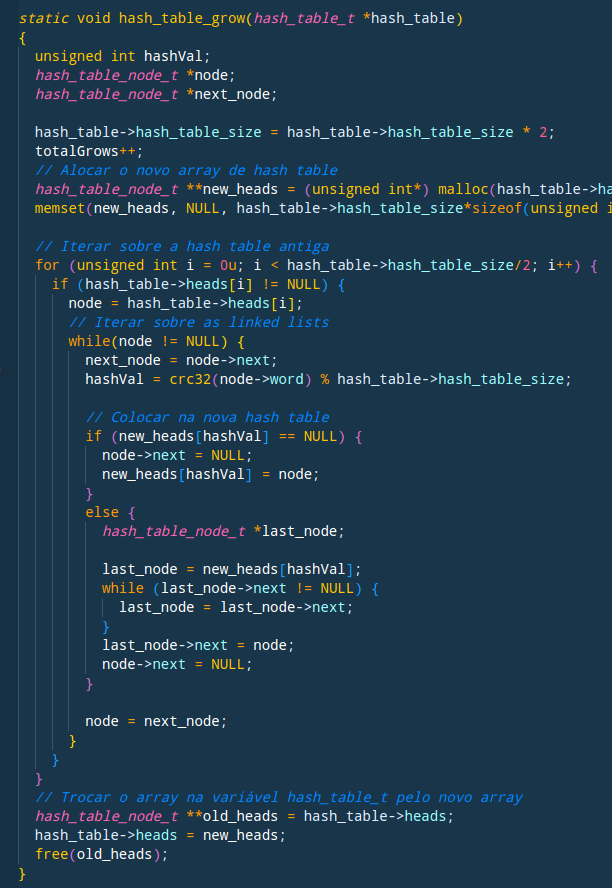 static void hash_table_grow(hash_table_t *hash_table)
{
  unsigned int hashVal;
  hash_table_node_t *node;
  hash_table_node_t *next_node;

  hash_table->hash_table_size = hash_table->hash_table_size * 2;
  totalGrows++;
  // Alocar o novo array de hash table
  hash_table_node_t **new_heads = (unsigned int*) malloc(hash_table->ha
  memset(new_heads, NULL, hash_table->hash_table_size*sizeof(unsigned i

  // Iterar sobre a hash table antiga
  for (unsigned int i = 0u; i < hash_table->hash_table_size/2; i++) {
    if (hash_table->heads[i] != NULL) {
      node = hash_table->heads[i];
      // Iterar sobre as linked lists
      while(node != NULL) {
        next_node = node->next;
        hashVal = crc32(node->word) % hash_table->hash_table_size;

        // Colocar na nova hash table
        if (new_heads[hashVal] == NULL) {
          node->next = NULL;
          new_heads[hashVal] = node;
        }
        else {
          hash_table_node_t *last_node;

          last_node = new_heads[hashVal];
          while (last_node->next != NULL) {
            last_node = last_node->next;
          }
          last_node->next = node;
          node->next = NULL;
        }

        node = next_node;
      }
    }
  }
  // Trocar o array na variável hash_table_t pelo novo array
  hash_table_node_t **old_heads = hash_table->heads;
  hash_table->heads = new_heads;
  free(old_heads);
}